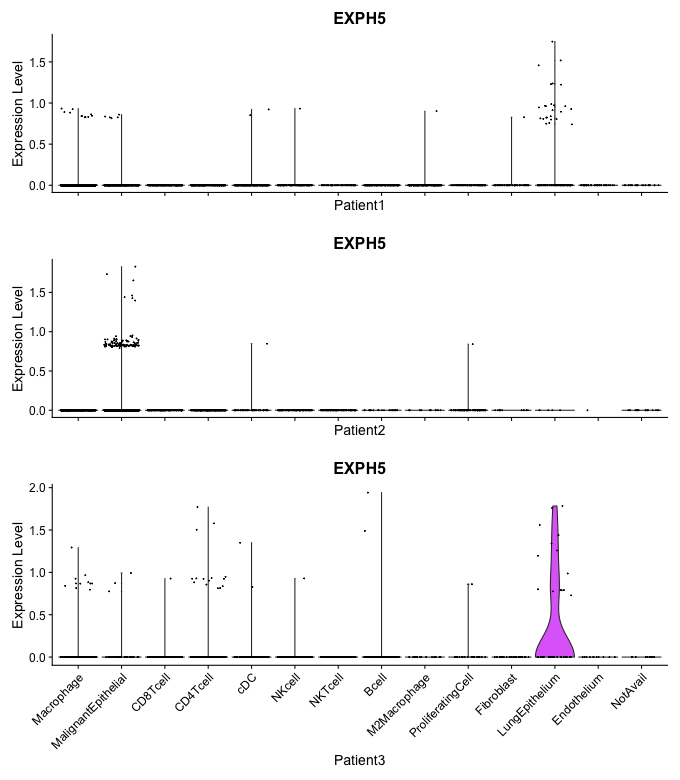 EXPH5
Expression Level
1.5
1.0
0.5
0.0
Patient1
EXPH5
Expression Level
1.5
1.0
0.5
0.0
Patient2
EXPH5
Expression Level
2.0
1.5
1.0
0.5
0.0
Macrophage
MalignantEpithelial
CD8Tcell
CD4Tcell
cDC
NKcell
NKTcell
Bcell
M2Macrophage
ProliferatingCell
Fibroblast
LungEpithelium
Endothelium
NotAvail
Patient3